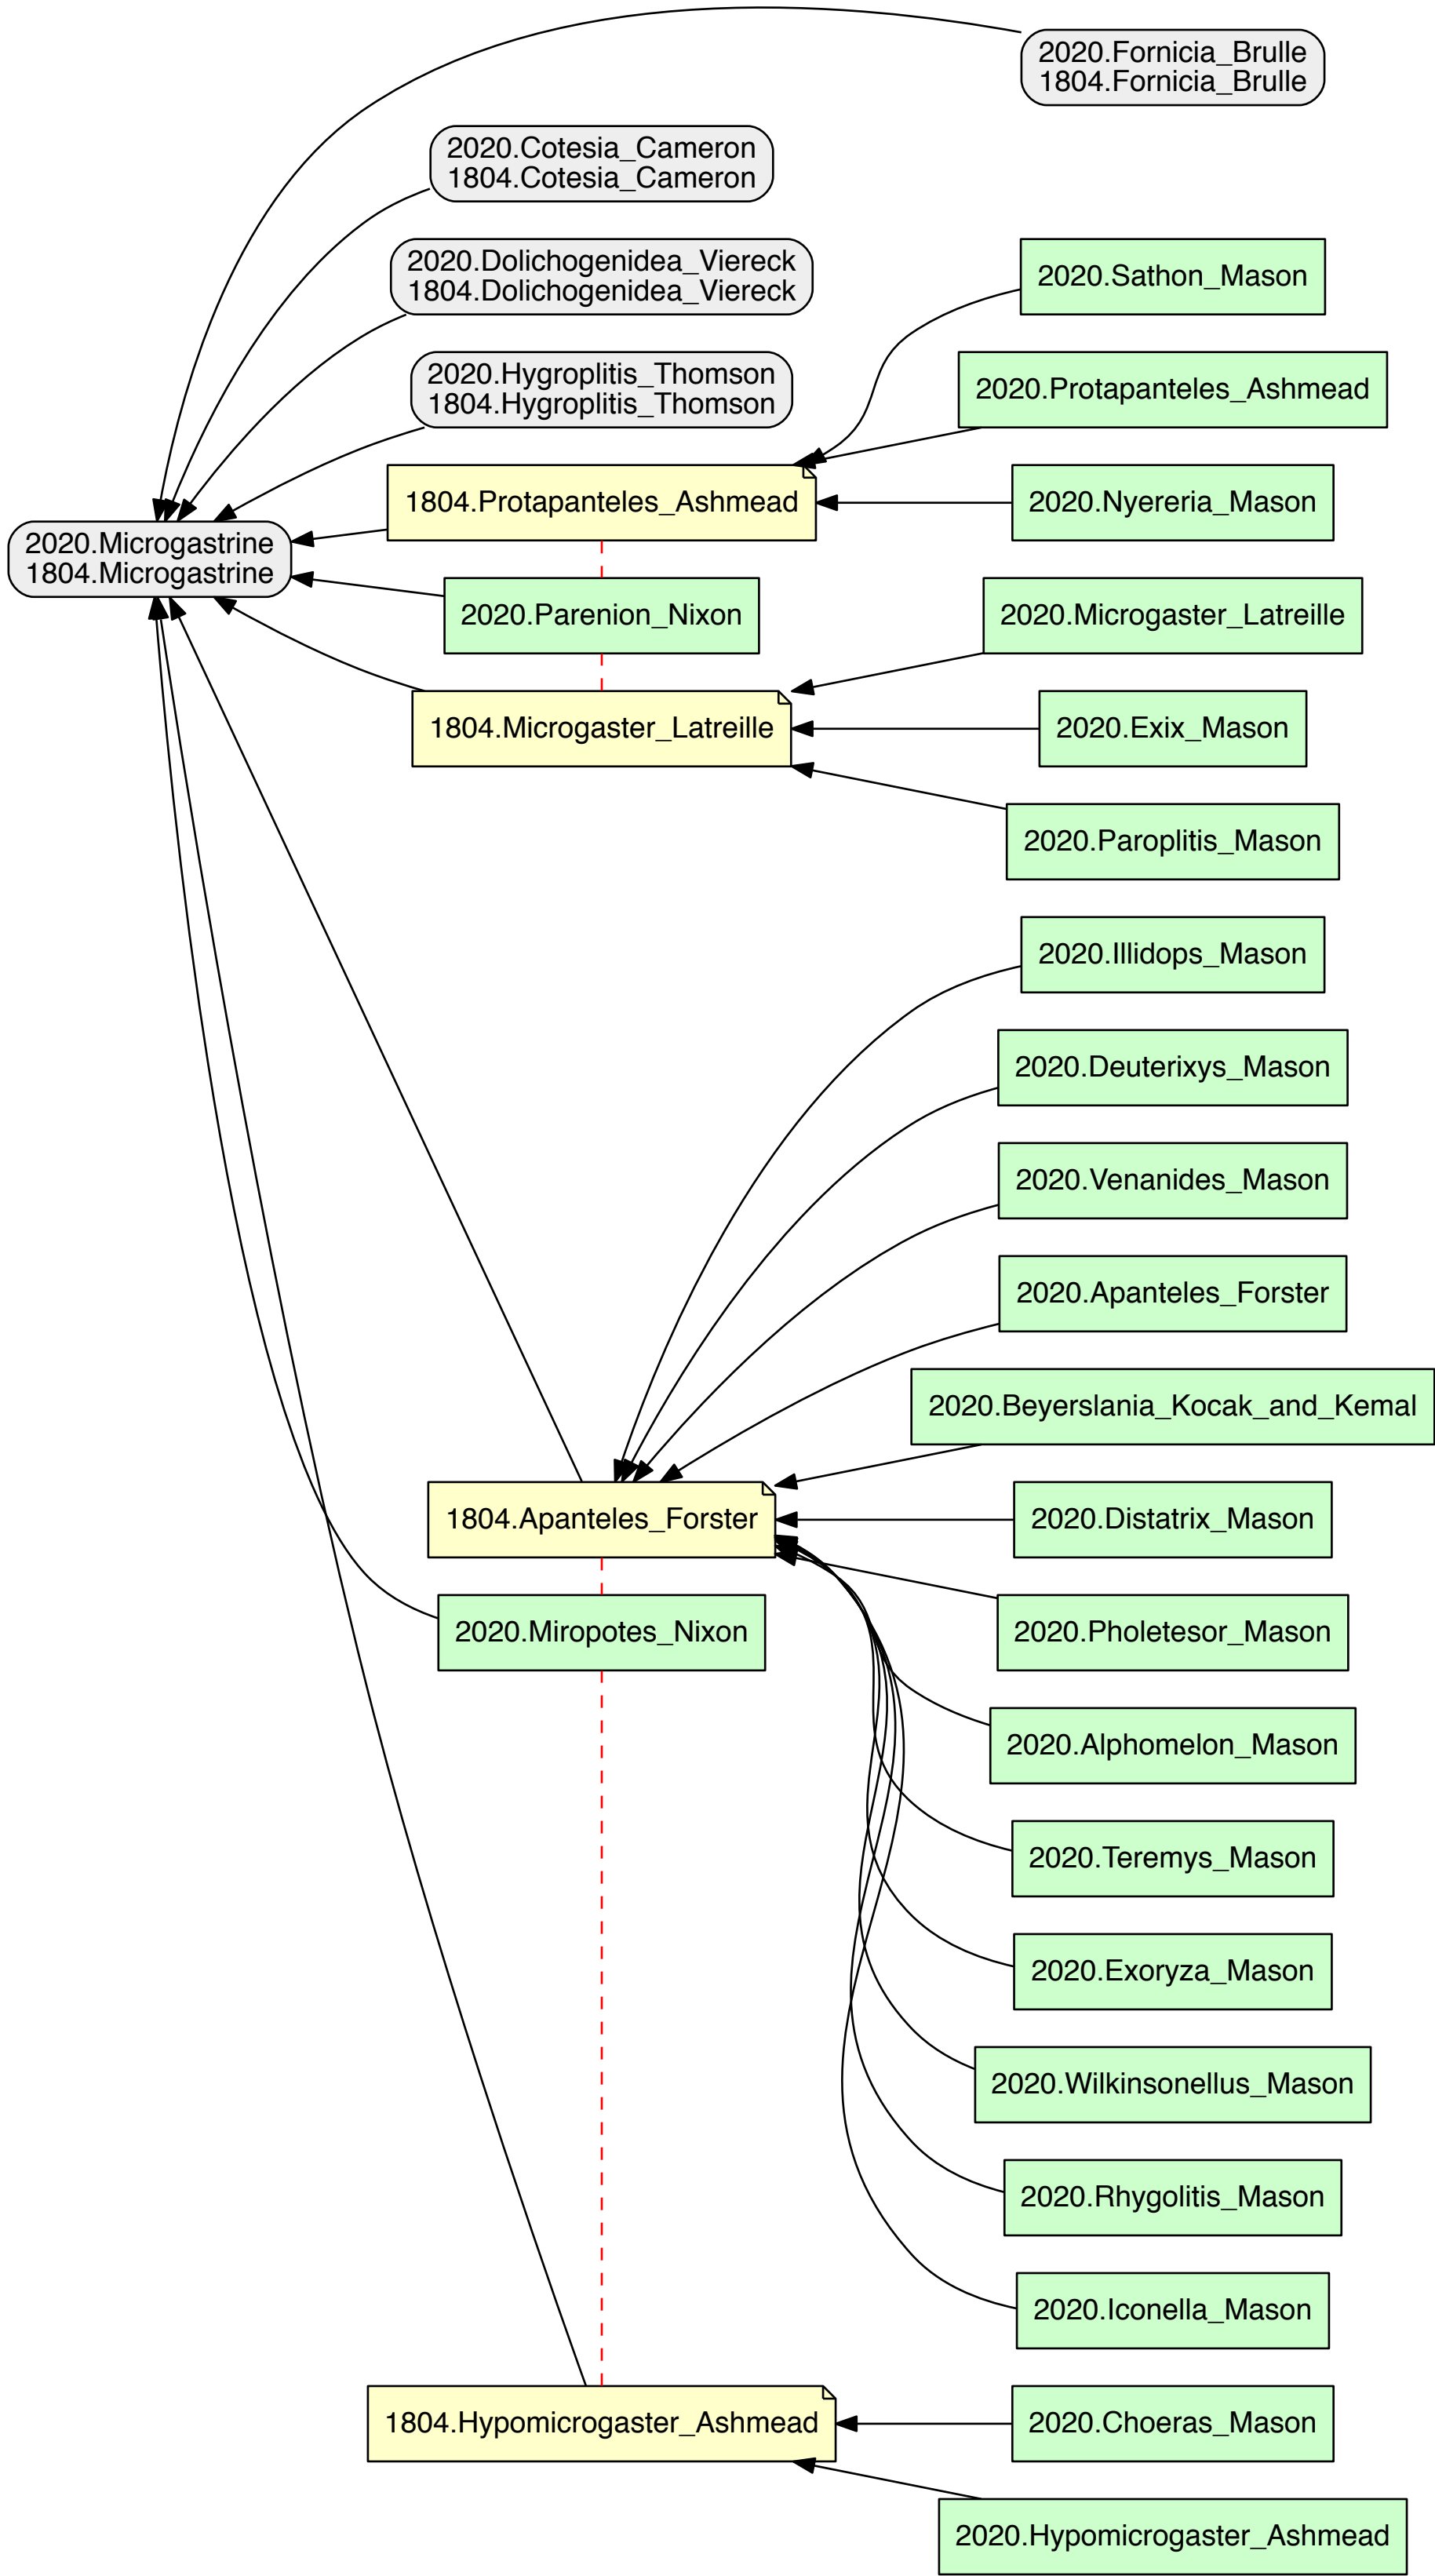 2020.Fornicia_Brulle
1804.Fornicia_Brulle
2020.Cotesia_Cameron
1804.Cotesia_Cameron
2020.Dolichogenidea_Viereck
1804.Dolichogenidea_Viereck
2020.Sathon_Mason
2020.Hygroplitis_Thomson
1804.Hygroplitis_Thomson
2020.Protapanteles_Ashmead
1804.Protapanteles_Ashmead
2020.Nyereria_Mason
2020.Microgastrine
1804.Microgastrine
2020.Parenion_Nixon
2020.Microgaster_Latreille
1804.Microgaster_Latreille
2020.Exix_Mason
2020.Paroplitis_Mason
2020.Illidops_Mason
2020.Deuterixys_Mason
2020.Venanides_Mason
2020.Apanteles_Forster
2020.Beyerslania_Kocak_and_Kemal
1804.Apanteles_Forster
2020.Distatrix_Mason
2020.Miropotes_Nixon
2020.Pholetesor_Mason
2020.Alphomelon_Mason
2020.Teremys_Mason
2020.Exoryza_Mason
2020.Wilkinsonellus_Mason
2020.Rhygolitis_Mason
2020.Iconella_Mason
1804.Hypomicrogaster_Ashmead
2020.Choeras_Mason
2020.Hypomicrogaster_Ashmead